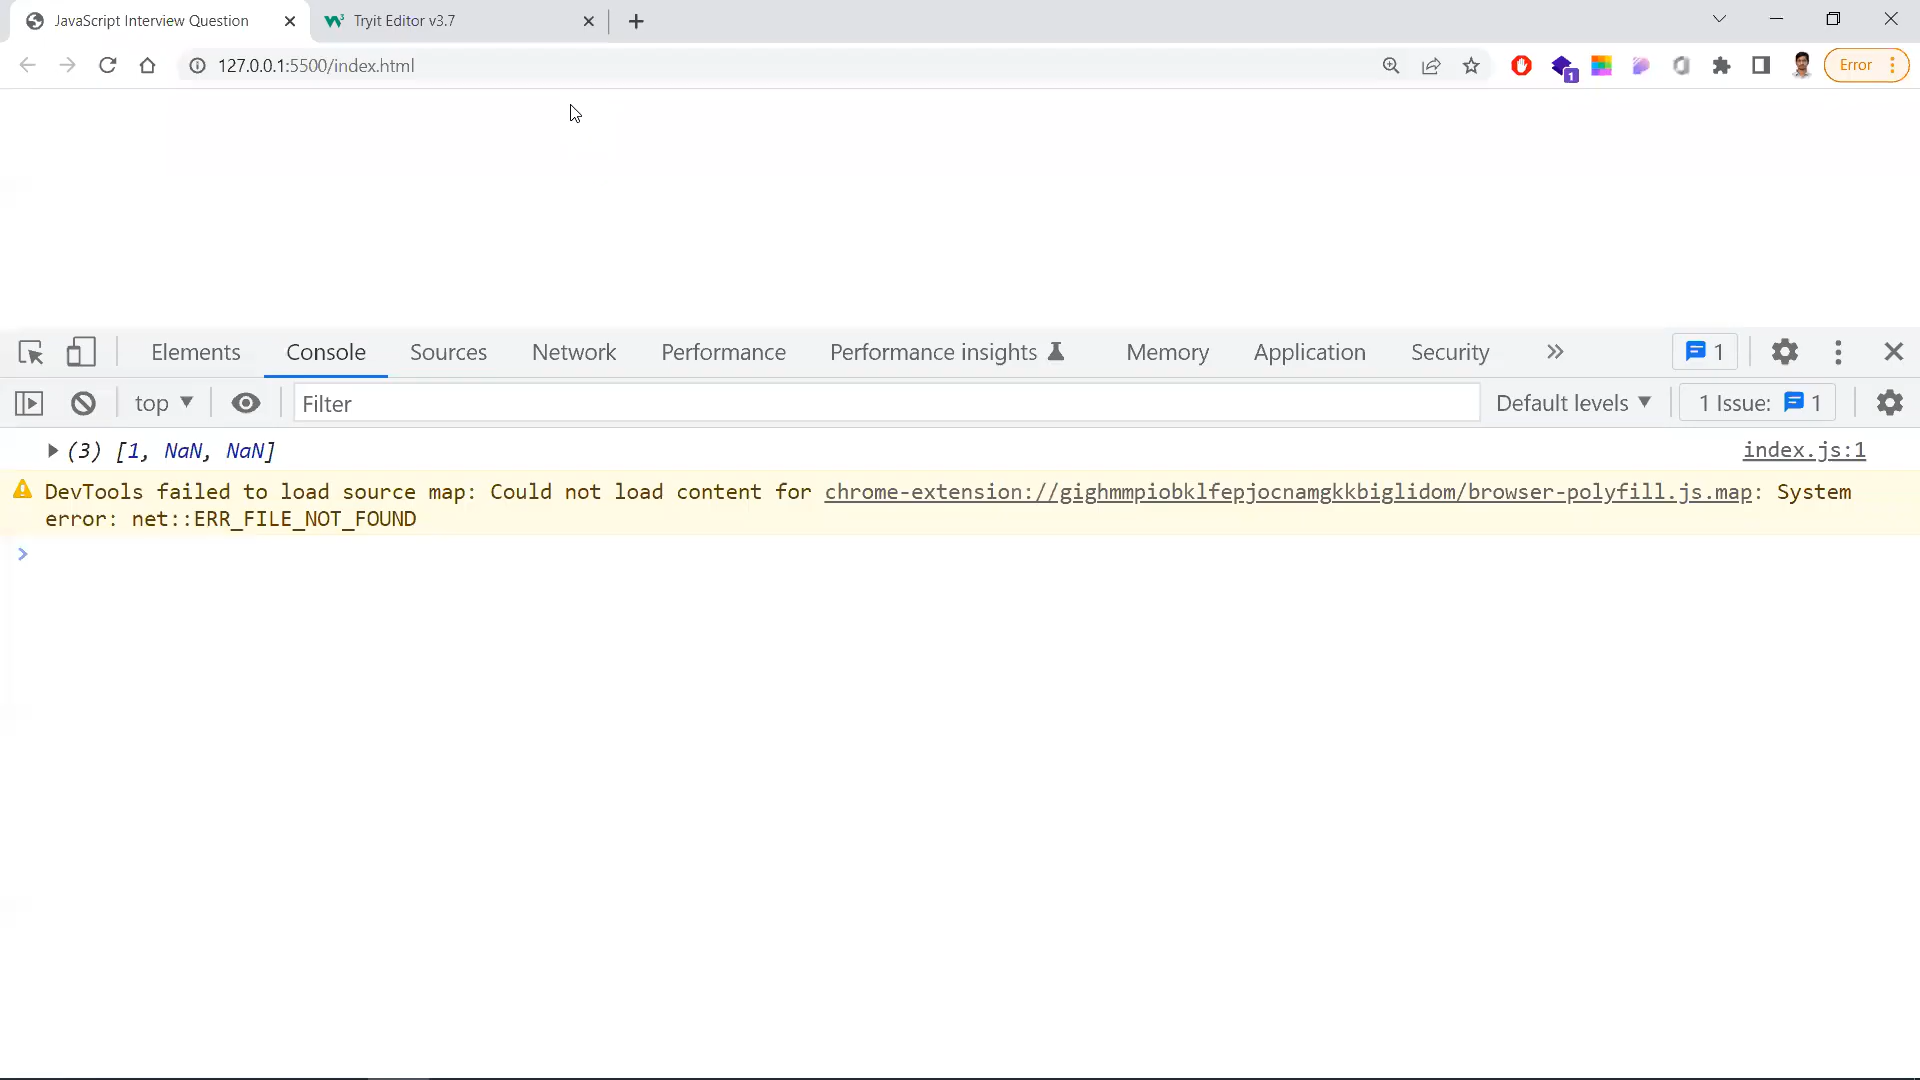 JavaScript Interview Question
Tryit Editor v3.7
127.0.0.1:5500/index.html
1
Error
Elements
Console
Sources
Network
Performance
Performance insights
Memory
Application
Security
1
top
Filter
Default levels
1 Issue: 1
(3) [1, NaN, NaN]
index.js:1
DevTools failed to load source map: Could not load content for chrome-extension://gighmmpiobklfepjocnamgkkbiglidom/browser-polyfill.js.map: System
error: net::ERR_FILE_NOT_FOUND